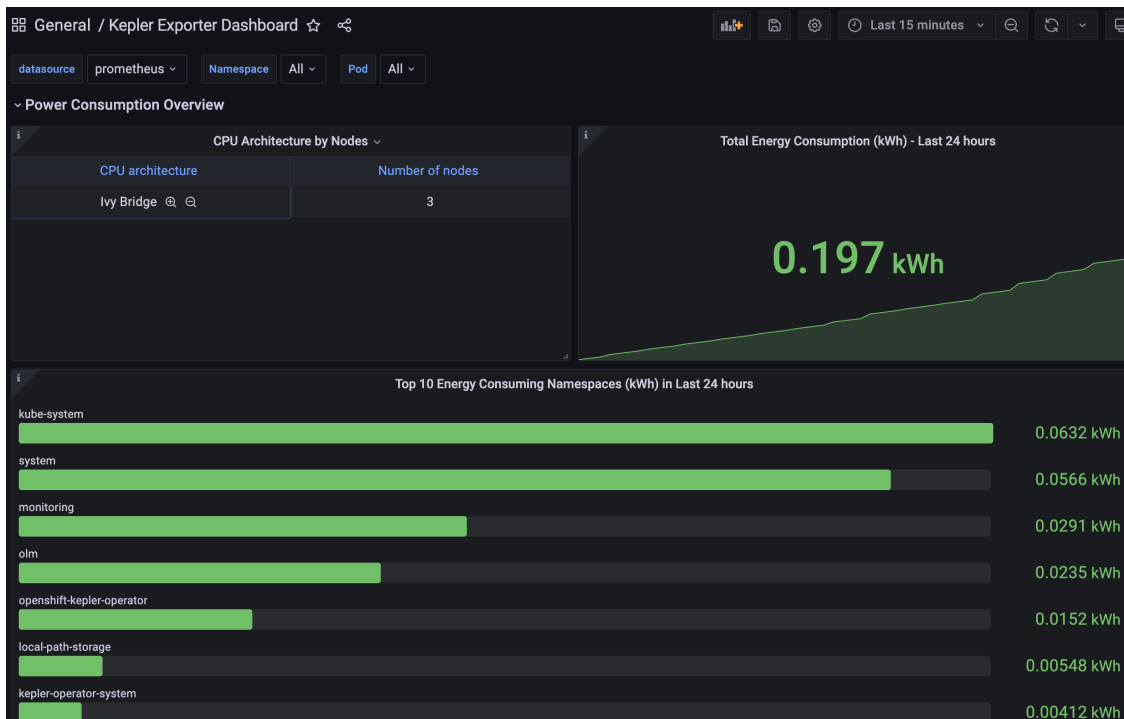 General / Kepler Exporter Dashboard
Last 15 minutes
datasource prometheus Namespace All Pod All
Power Consumption Overview
CPU Architecture by Nodes
CPU architecture Number of nodes
Ivy Bridge 3
Total Energy Consumption (kWh) - Last 24 hours
0.197 kWh
Top 10 Energy Consuming Namespaces (kWh) in Last 24 hours
kube-system
0.0632 kWh
system
0.0566 kWh
monitoring
0.0291 kWh
olm
0.0235 kWh
openshift-kepler-operator
0.0152 kWh
local-path-storage
0.00548 kWh
kepler-operator-system
0.00412 kWh